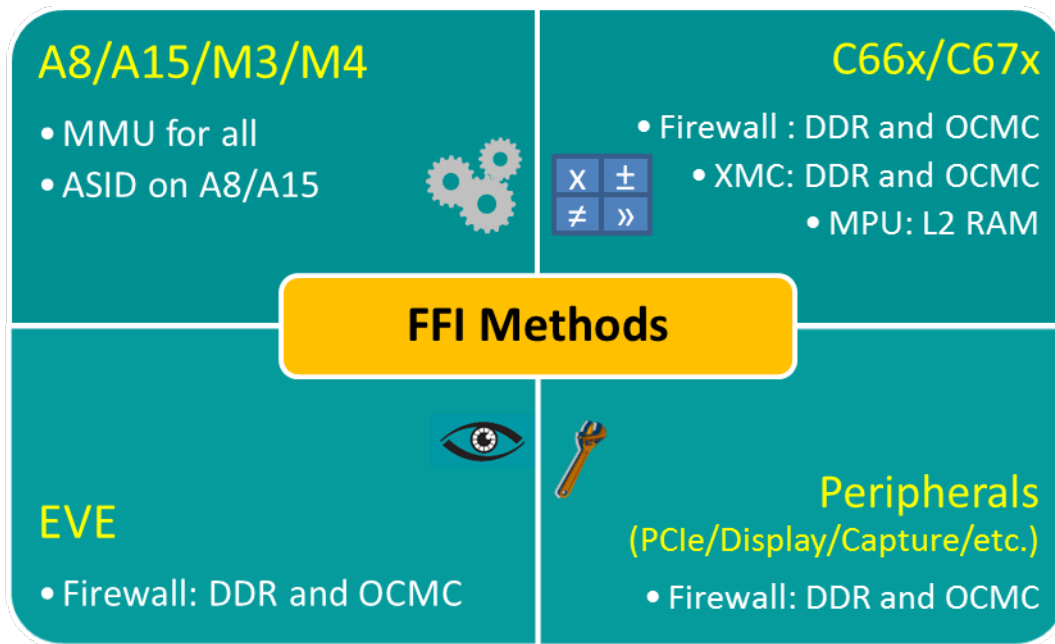 A8/A15/M3/M4
• MMU for all
• ASID on A8/A15
C66x/C67x
• Firewall : DDR and OCMC
• XMC: DDR and OCMC
• MPU: L2 RAM
x ±
≠ »
FFI Methods
EVE
• Firewall: DDR and OCMC
Peripherals
(PCIe/Display/Capture/etc.)
• Firewall: DDR and OCMC